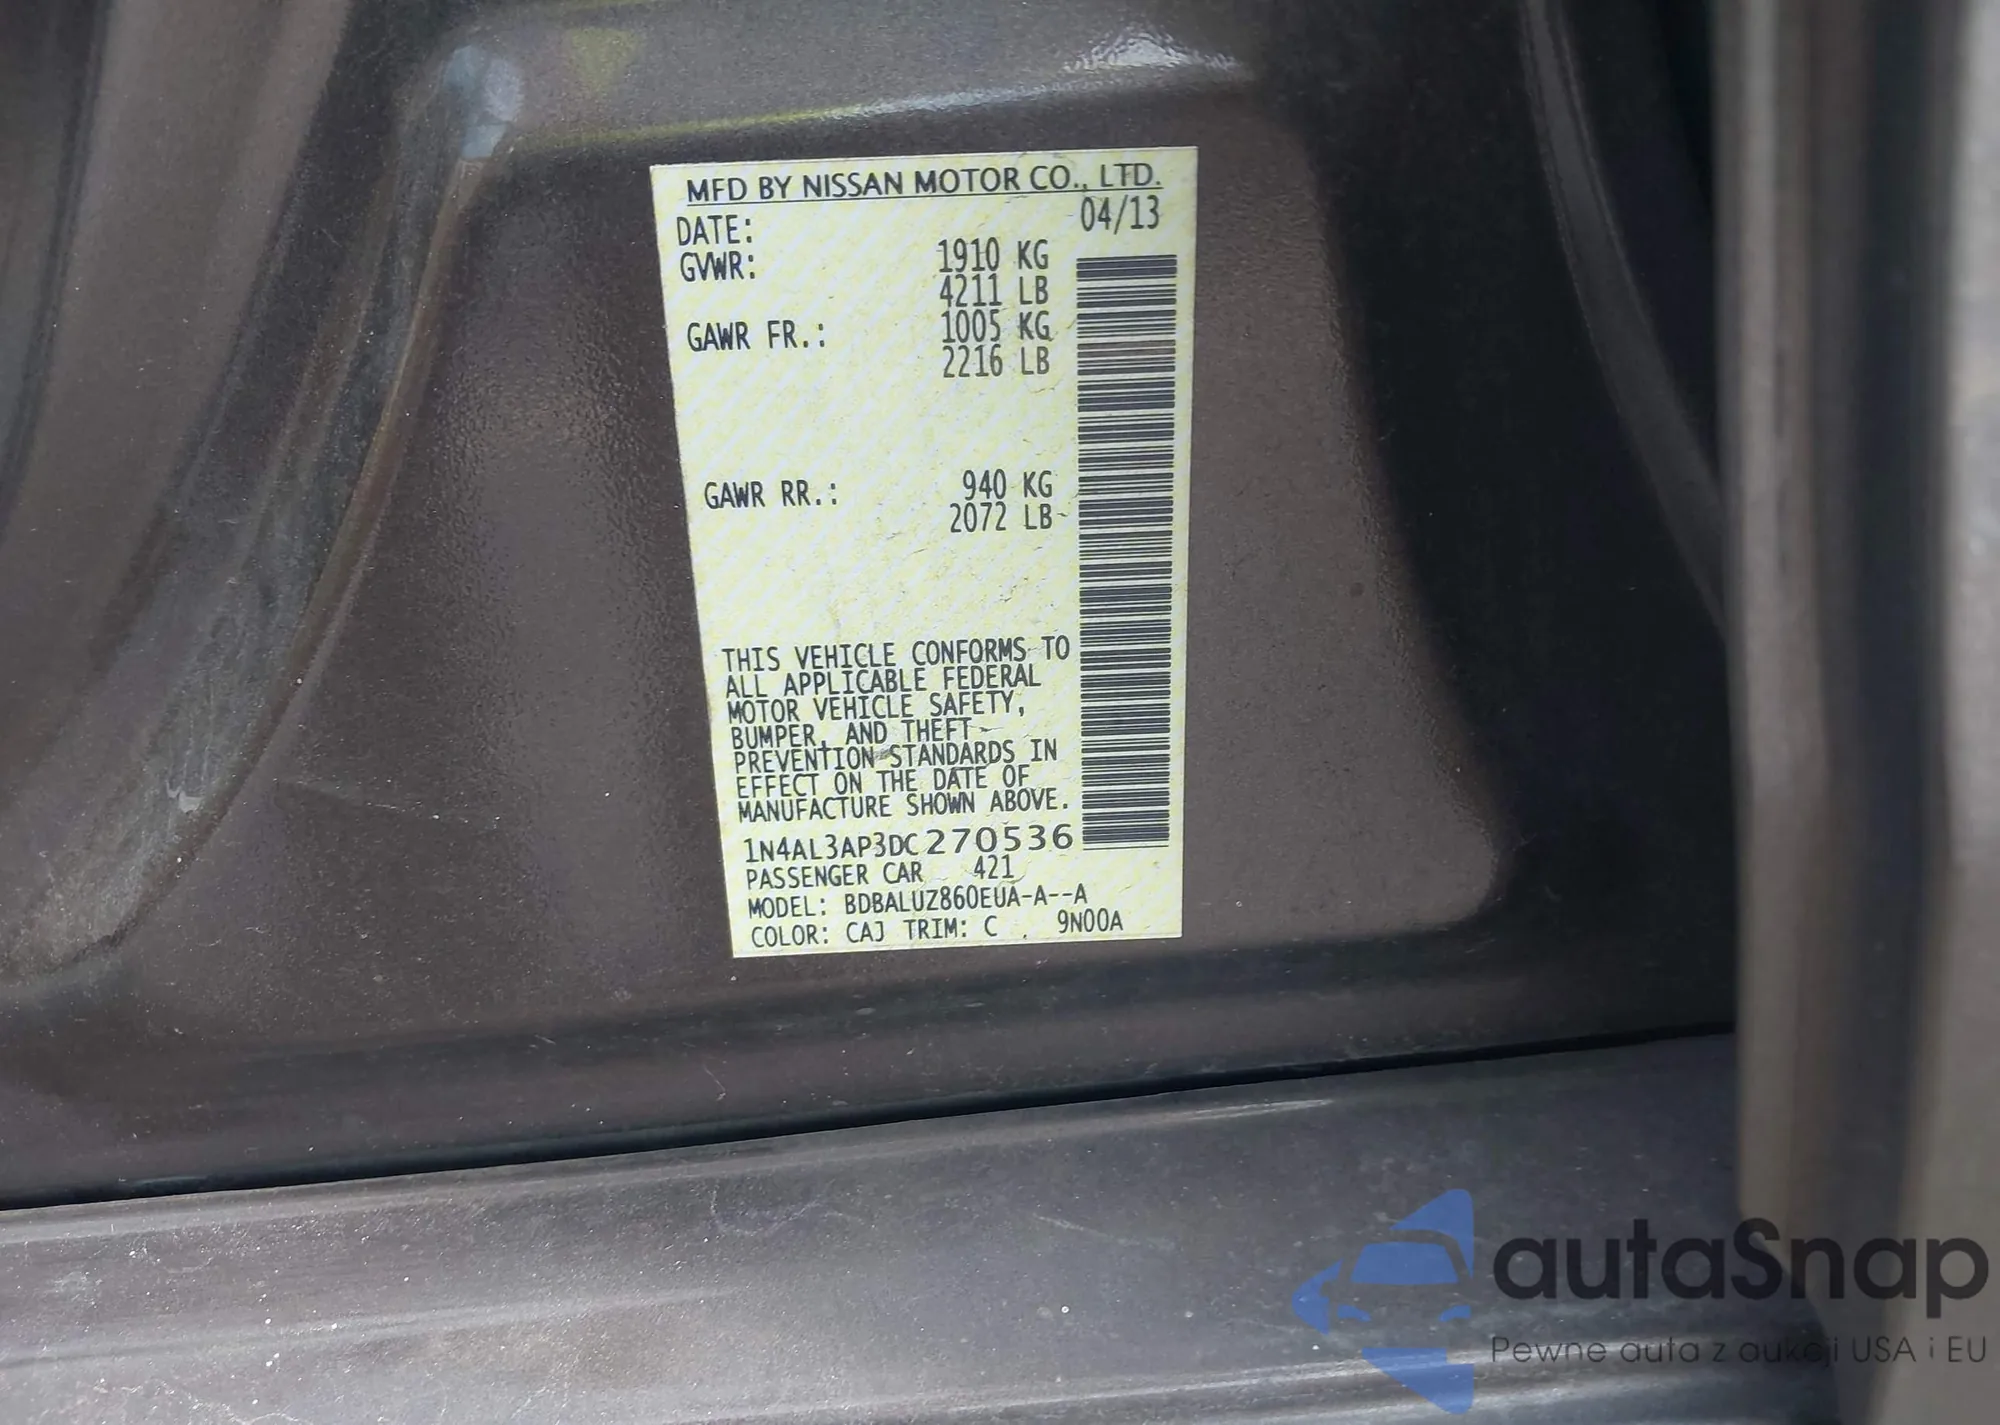 MFD BY NISSAN MOTOR CO., LTD.
DATE: 04/13
GVWR: 1910 KG
4211 LB
GAWR FR.: 1005 KG
2216 LB
GAWR RR.: 940 KG
2072 LB
THIS VEHICLE CONFORMS TO
ALL APPLICABLE FEDERAL
MOTOR VEHICLE SAFETY,
BUMPER, AND THEFT
PREVENTION STANDARDS IN
EFFECT ON THE DATE OF
MANUFACTURE SHOWN ABOVE.
1N4AL3AP3DC270536
PASSENGER CAR 421
MODEL: BDBALUZ860EUA-A--A
COLOR: CAJ TRIM: C 9N00A
autaSnap
Pewne auta z aukcji USA i EU